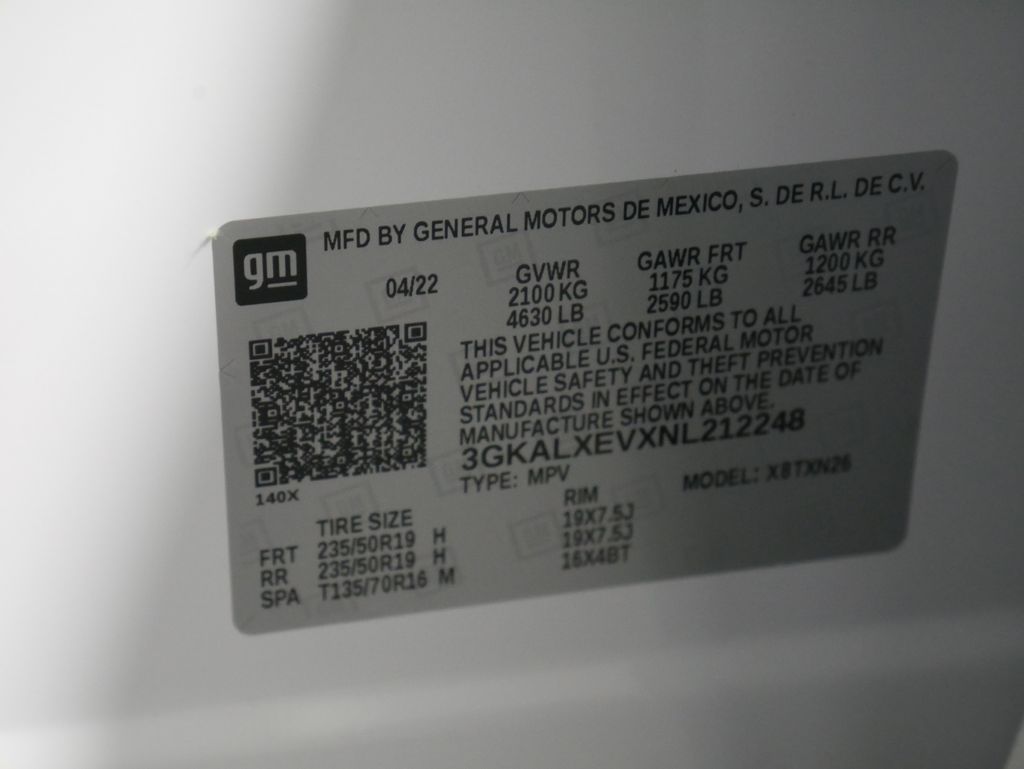 MFD BY GENERAL MOTORS DE MEXICO, S. DE R.L. DE C.V.
gm
04/22
GVWR
2100 KG
4630 LB
GAWR FRT
1175 KG
2590 LB
GAWR RR
1200 KG
2645 LB
THIS VEHICLE CONFORMS TO ALL
APPLICABLE U.S. FEDERAL MOTOR
VEHICLE SAFETY AND THEFT PREVENTION
STANDARDS IN EFFECT ON THE DATE OF
MANUFACTURE SHOWN ABOVE.
3GKALXEVXNL212248
TYPE: MPV MODEL: XBTXN26
140X
TIRE SIZE RIM
FRT 235/50R19 H 19X7.5J
RR 235/50R19 H 19X7.5J
SPA T135/70R16 M 16X4BT